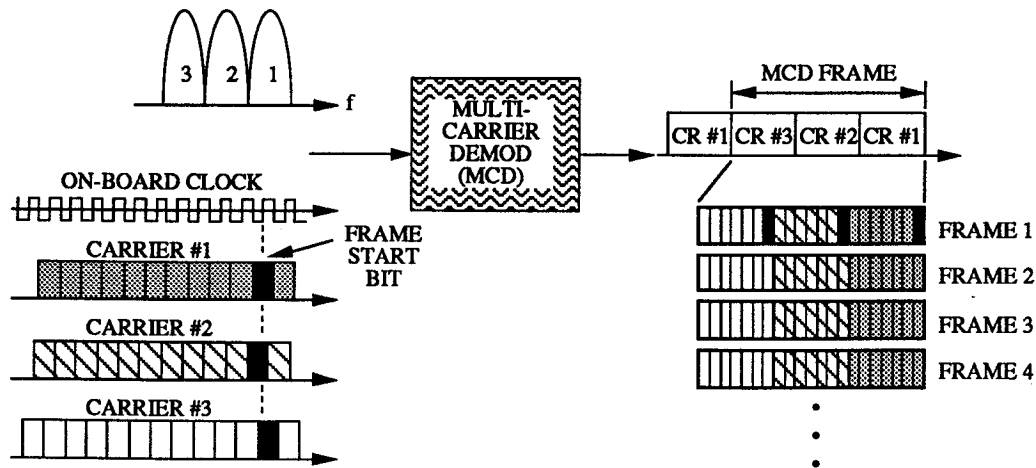 3 2 1
f
MULTI-
CARRIER
DEMOD
(MCD)
MCD FRAME
CR #1 CR #3 CR #2 CR #1
ON-BOARD CLOCK
FRAME
START
BIT
CARRIER #1
CARRIER #2
CARRIER #3
FRAME 1
FRAME 2
FRAME 3
FRAME 4